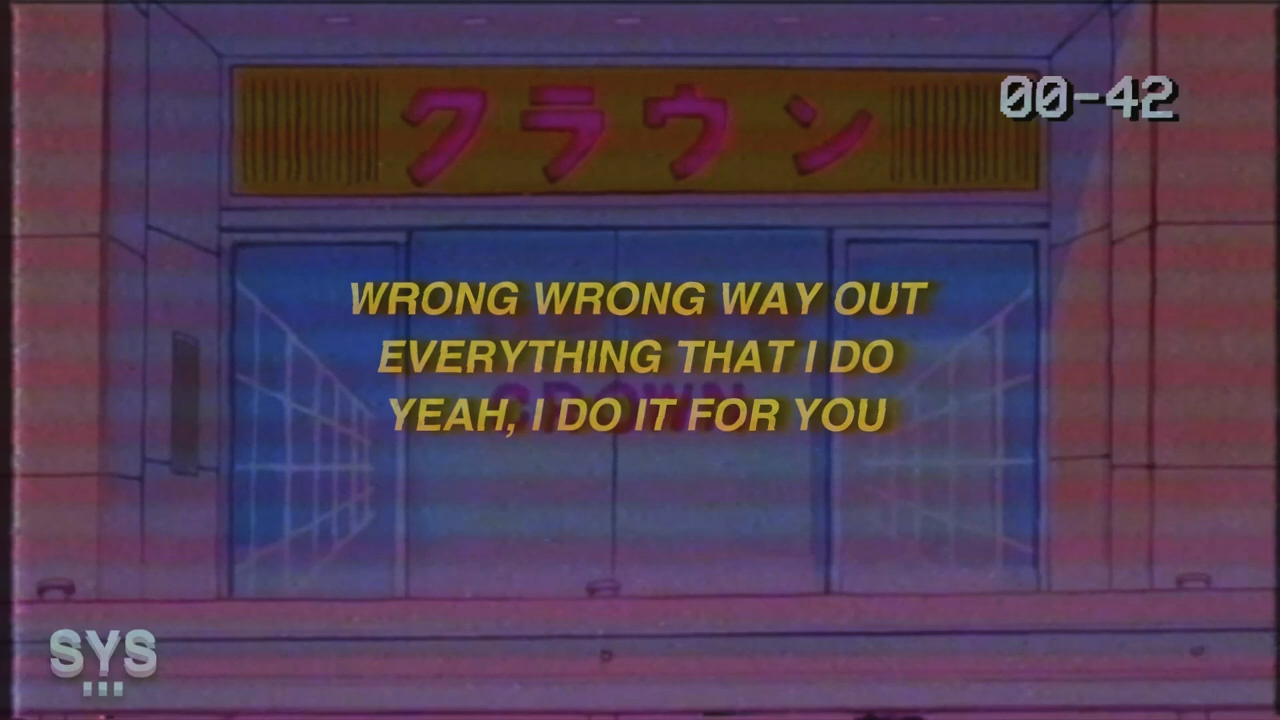 クラウン
00-42
WRONG WRONG WAY OUT
EVERYTHING THAT I DO
CROWN
YEAH, I DO IT FOR YOU
SYS